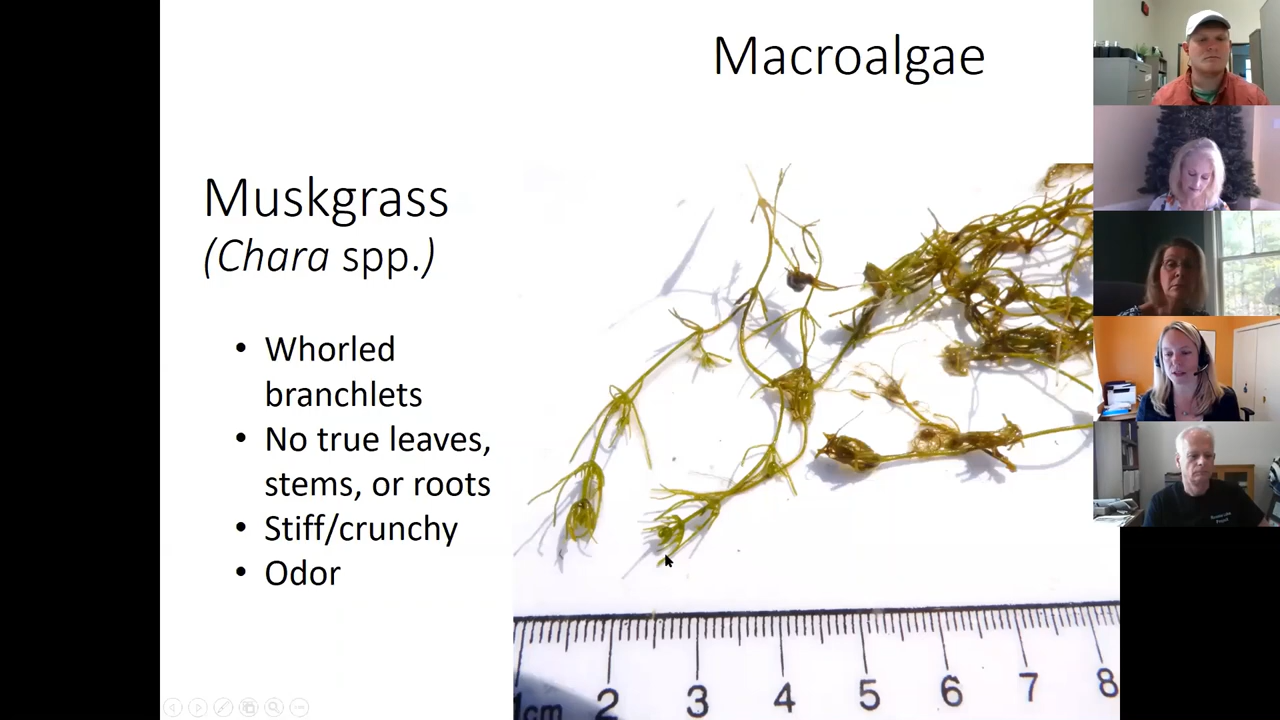 Macroalgae
Muskgrass
(Chara spp.)
• Whorled
branchlets
• No true leaves,
stems, or roots
• Stiff/crunchy
• Odor
1cm 2 3 4 5 6 7 8